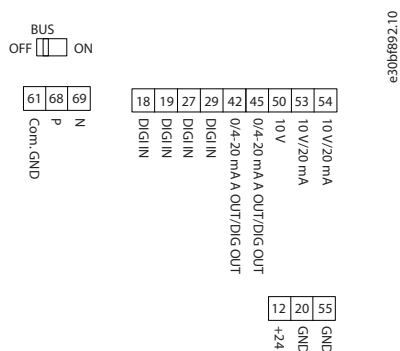 BUS
OFF ON
e30bf892.10
61 68 69
Com. GND
P
N
18 19 27 29 42 45 50 53 54
DIGI IN
DIGI IN
DIGI IN
DIGI IN
0/4-20 mA A OUT/DIG OUT
0/4-20 mA A OUT/DIG OUT
10 V
10 V/20 mA
10 V/20 mA
12 20 55
+24
GND
GND